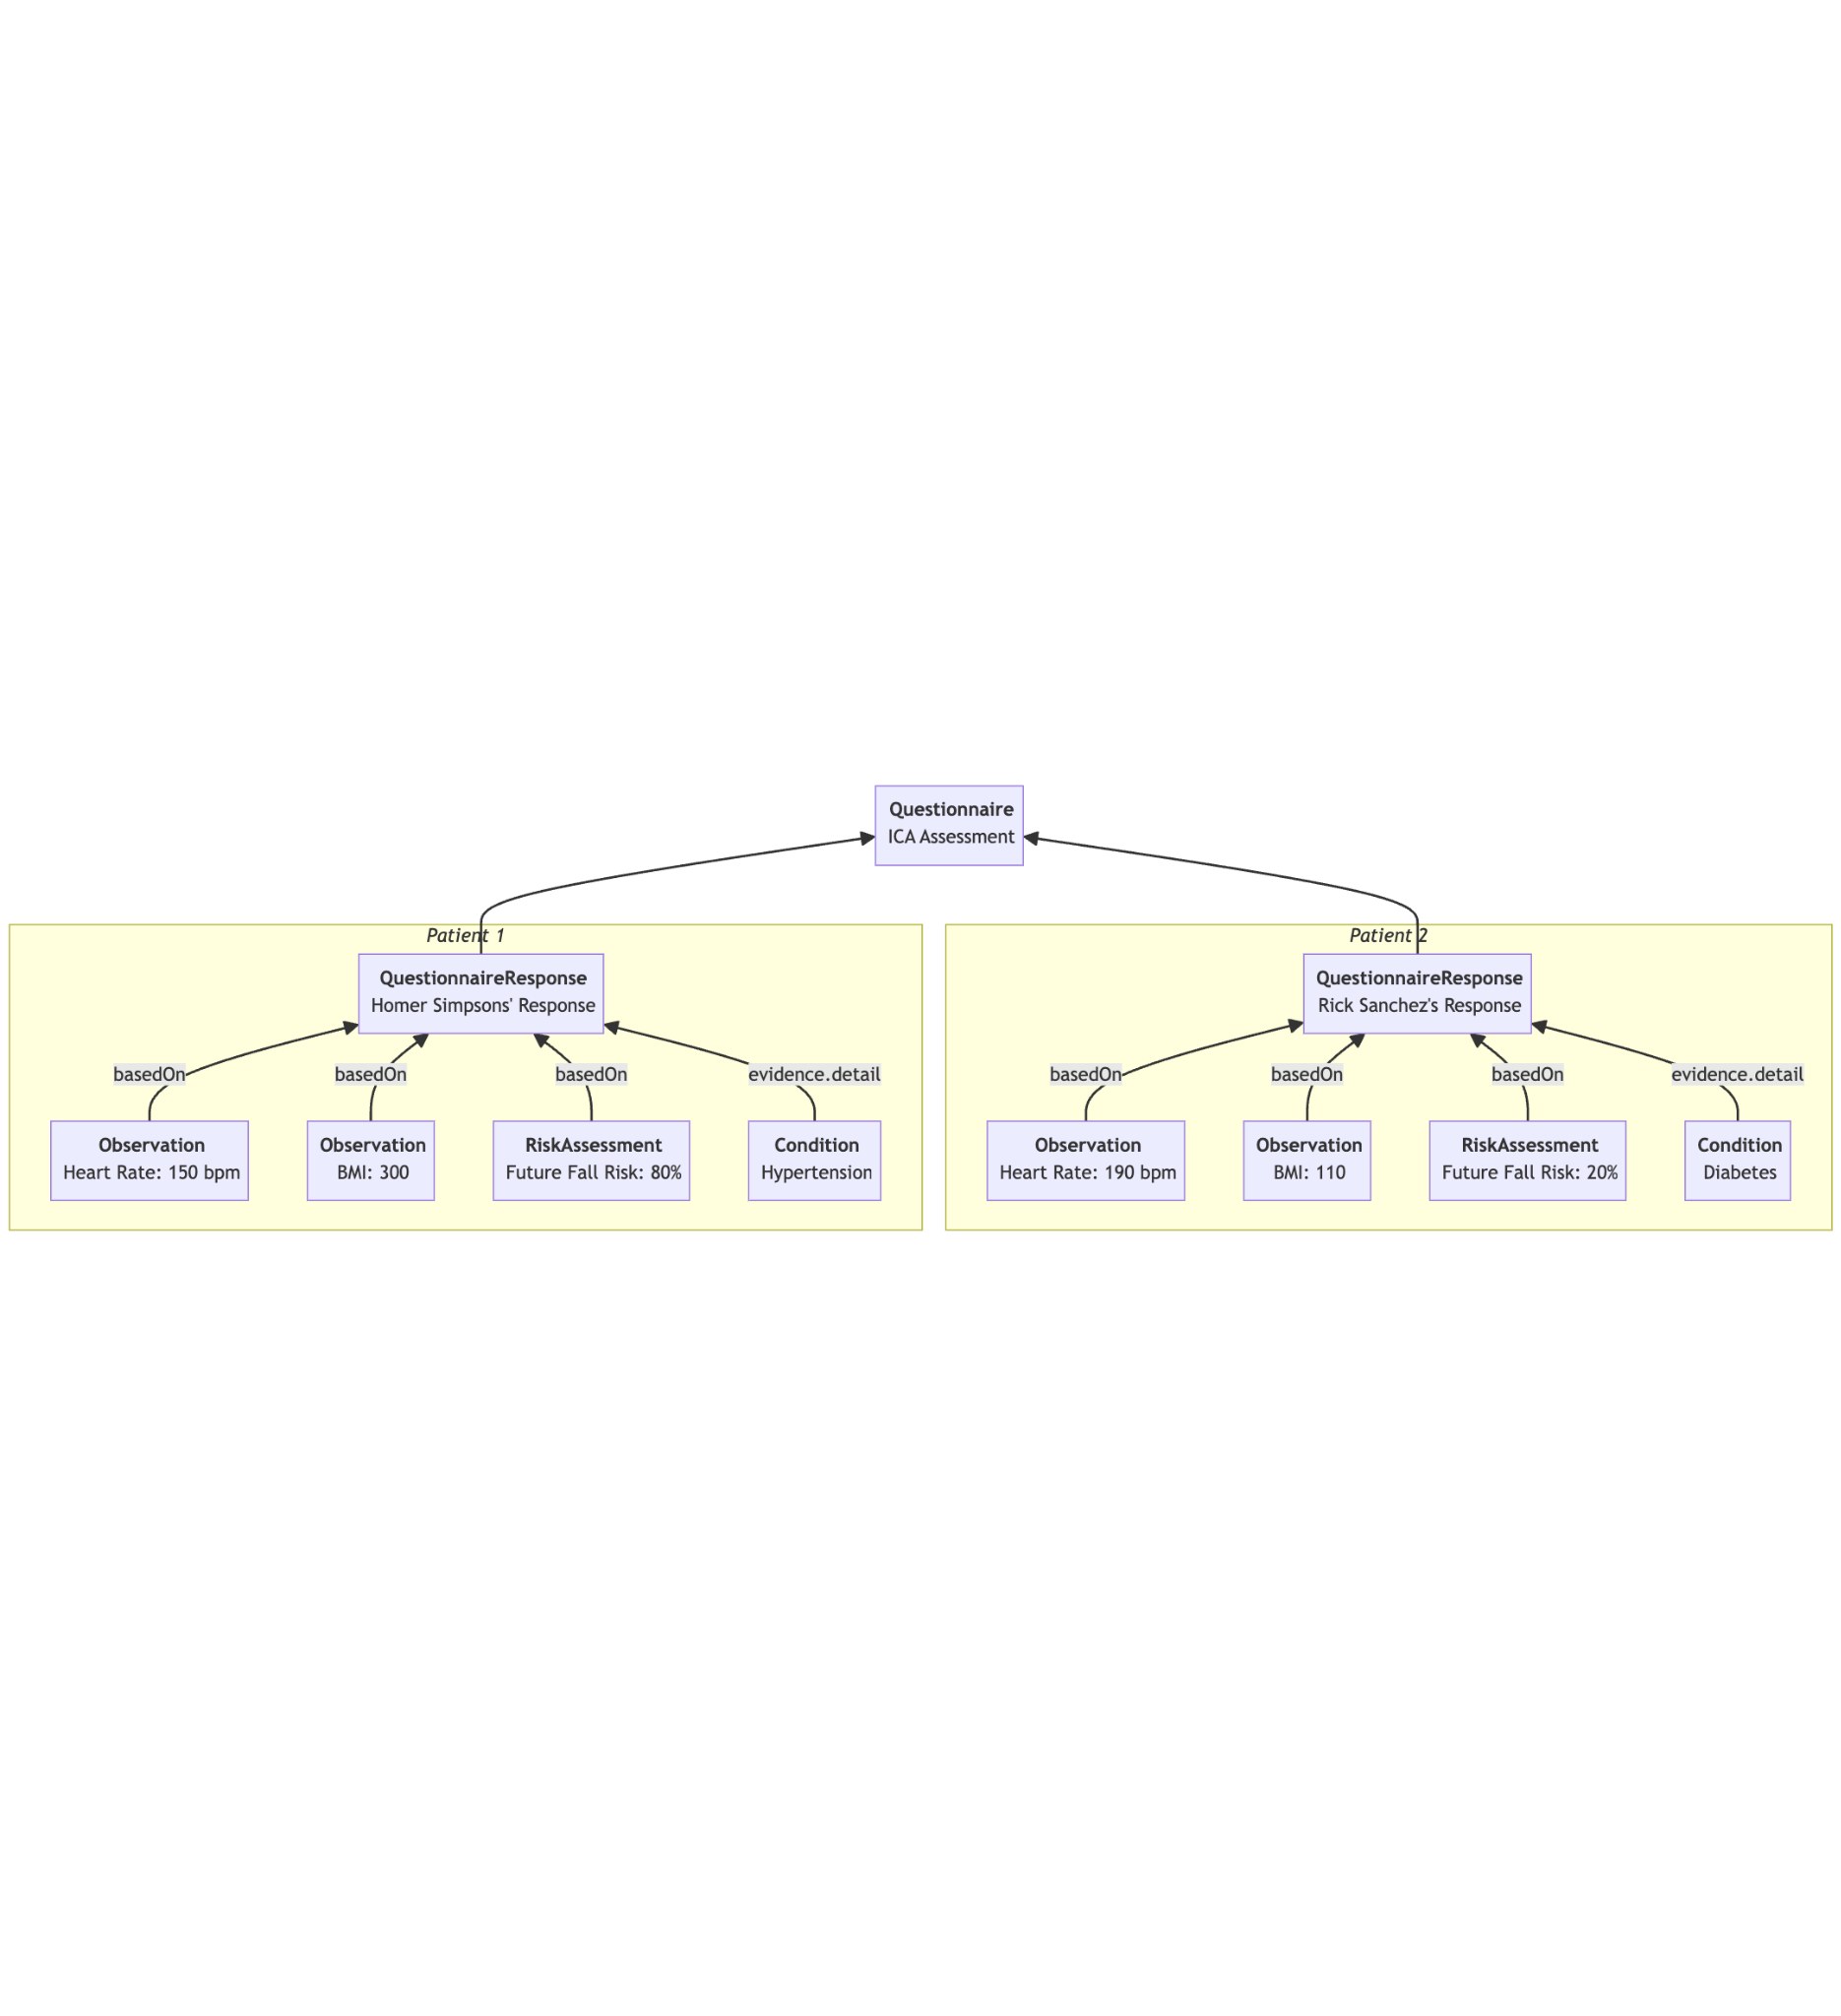 Questionnaire
ICA Assessment
Patient 1
QuestionnaireResponse
Homer Simpsons' Response
basedOn
basedOn
basedOn
evidence.detail
Observation
Heart Rate: 150 bpm
Observation
BMI: 300
RiskAssessment
Future Fall Risk: 80%
Condition
Hypertension
Patient 2
QuestionnaireResponse
Rick Sanchez's Response
basedOn
basedOn
basedOn
evidence.detail
Observation
Heart Rate: 190 bpm
Observation
BMI: 110
RiskAssessment
Future Fall Risk: 20%
Condition
Diabetes